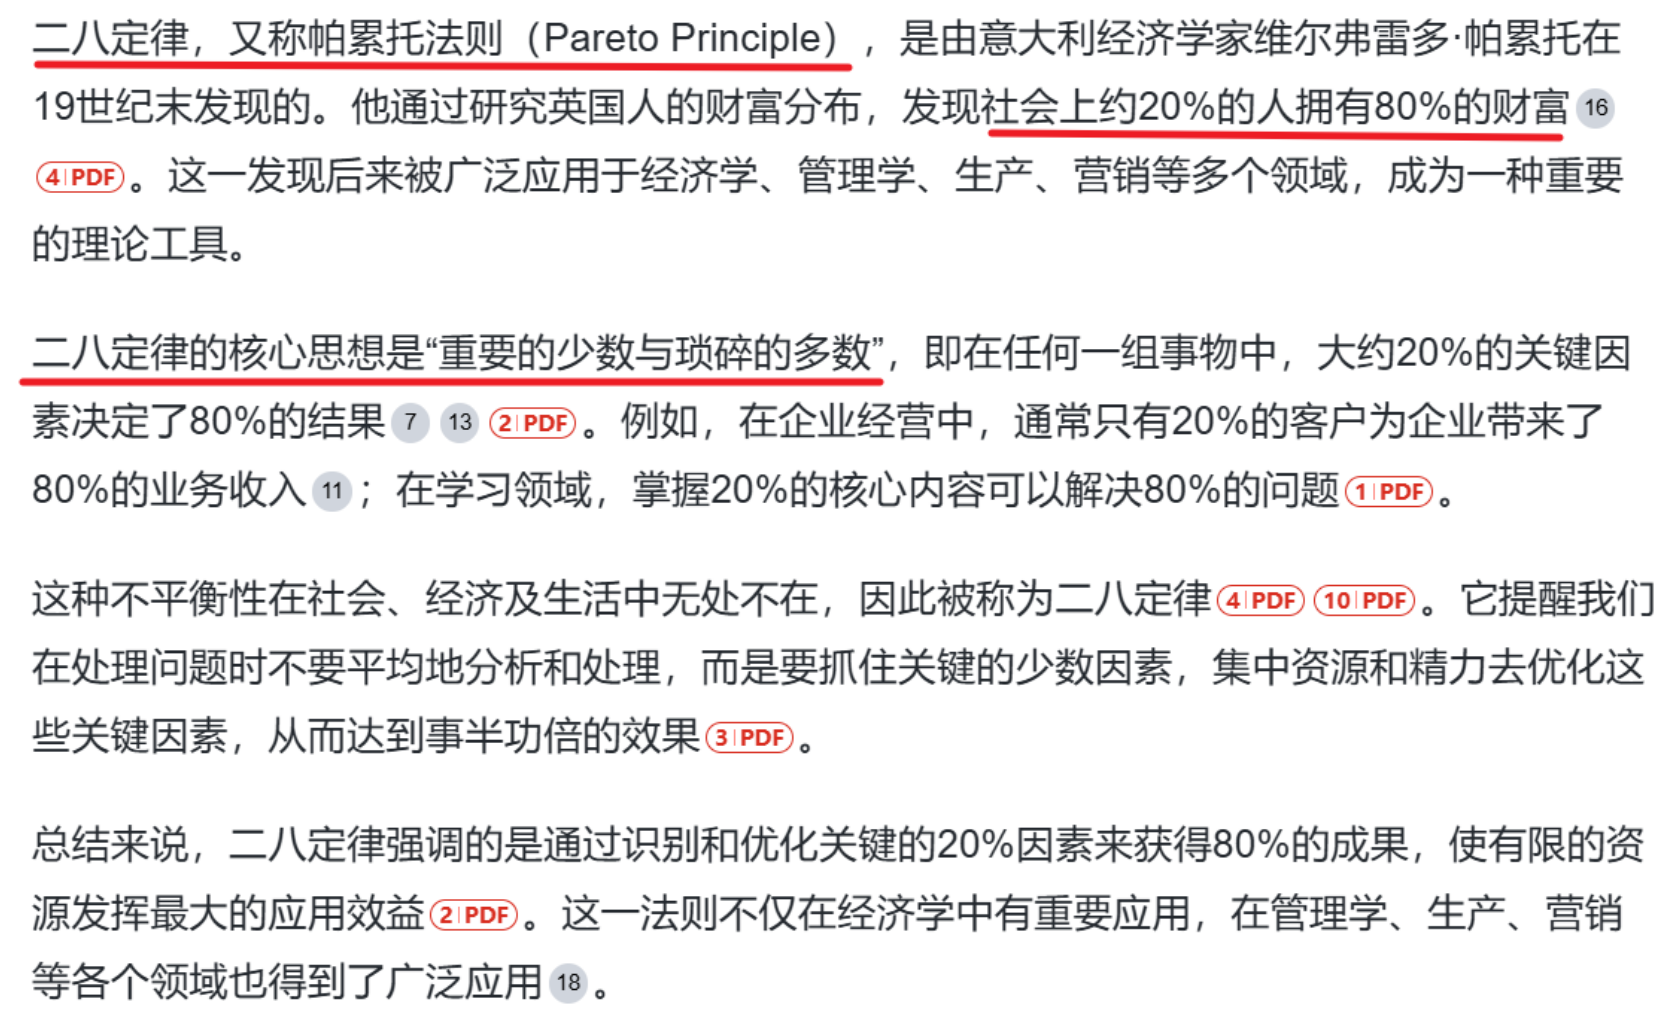 二八定律，又称帕累托法则（Pareto Principle），是由意大利经济学家维尔弗雷多·帕累托在
19世纪末发现的。他通过研究英国人的财富分布，发现社会上约20%的人拥有80%的财富 16
4|PDF 。这一发现后来被广泛应用于经济学、管理学、生产、营销等多个领域，成为一种重要
的理论工具。
二八定律的核心思想是“重要的少数与琐碎的多数”，即在任何一组事物中，大约20%的关键因
素决定了80%的结果 7 13 2|PDF 。例如，在企业经营中，通常只有20%的客户为企业带来了
80%的业务收入 11 ；在学习领域，掌握20%的核心内容可以解决80%的问题 1|PDF 。
这种不平衡性在社会、经济及生活中无处不在，因此被称为二八定律 4|PDF 10|PDF 。它提醒我们
在处理问题时不要平均地分析和处理，而是要抓住关键的少数因素，集中资源和精力去优化这
些关键因素，从而达到事半功倍的效果 3|PDF 。
总结来说，二八定律强调的是通过识别和优化关键的20%因素来获得80%的成果，使有限的资
源发挥最大的应用效益 2|PDF 。这一法则不仅在经济学中有重要应用，在管理学、生产、营销
等各个领域也得到了广泛应用 18 。